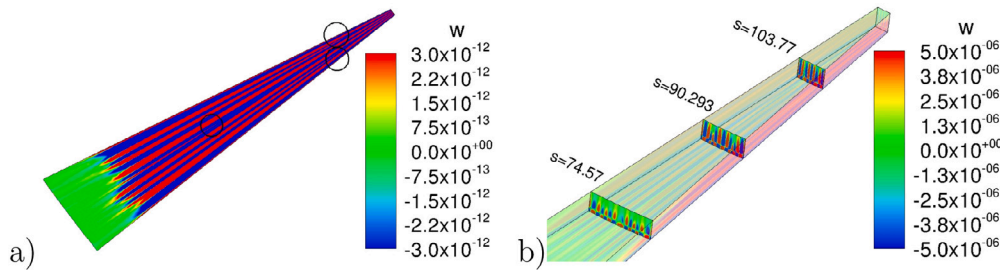 w
3.0x10⁻¹²
2.2x10⁻¹²
1.5x10⁻¹²
7.5x10⁻¹³
0.0x10⁺⁰⁰
-7.5x10⁻¹³
-1.5x10⁻¹²
-2.2x10⁻¹²
-3.0x10⁻¹²
a)
s=103.77
s=90.293
s=74.57
w
5.0x10⁻⁰⁶
3.8x10⁻⁰⁶
2.5x10⁻⁰⁶
1.3x10⁻⁰⁶
0.0x10⁺⁰⁰
-1.3x10⁻⁰⁶
-2.5x10⁻⁰⁶
-3.8x10⁻⁰⁶
-5.0x10⁻⁰⁶
b)